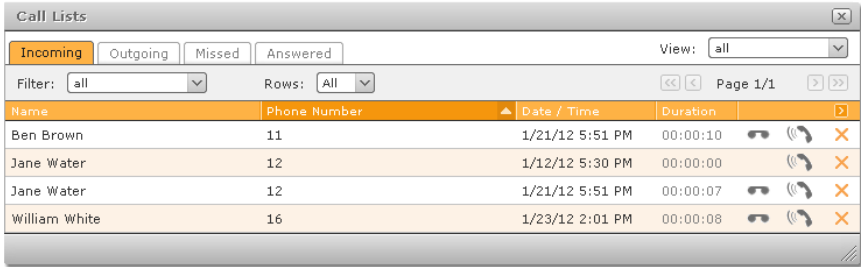 Call Lists
Incoming Outgoing Missed Answered View: all
Filter: all Rows: All Page 1/1
Name Phone Number Date / Time Duration
Ben Brown 11 1/21/12 5:51 PM 00:00:10
Jane Water 12 1/12/12 5:30 PM 00:00:00
Jane Water 12 1/21/12 5:51 PM 00:00:07
William White 16 1/23/12 2:01 PM 00:00:08